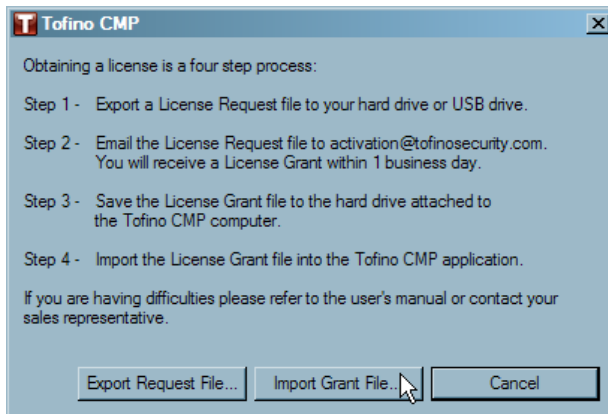 Tofino CMP
Obtaining a license is a four step process:
Step 1 - Export a License Request file to your hard drive or USB drive.
Step 2 - Email the License Request file to activation@tofinosecurity.com.
You will receive a License Grant within 1 business day.
Step 3 - Save the License Grant file to the hard drive attached to
the Tofino CMP computer.
Step 4 - Import the License Grant file into the Tofino CMP application.
If you are having difficulties please refer to the user's manual or contact your
sales representative.
Export Request File... Import Grant File... Cancel